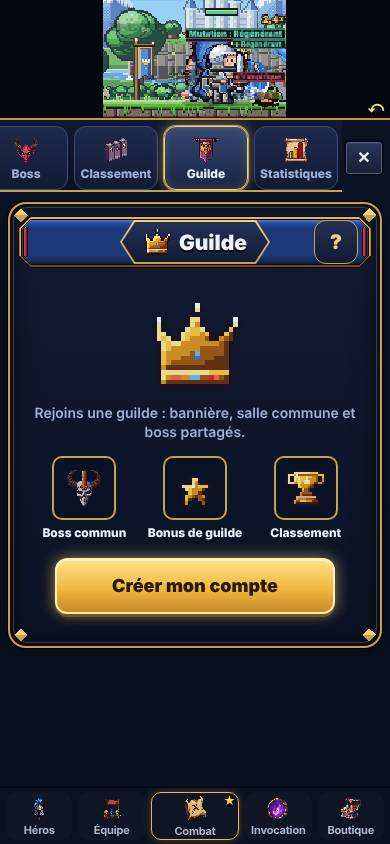 Mutation : Régénérant
Régénérant
Boss
Classement
Guilde
Statistiques
✕
Guilde
?
Rejoins une guilde : bannière, salle commune et
boss partagés.
Boss commun
Bonus de guilde
Classement
Créer mon compte
Héros
Équipe
Combat
Invocation
Boutique